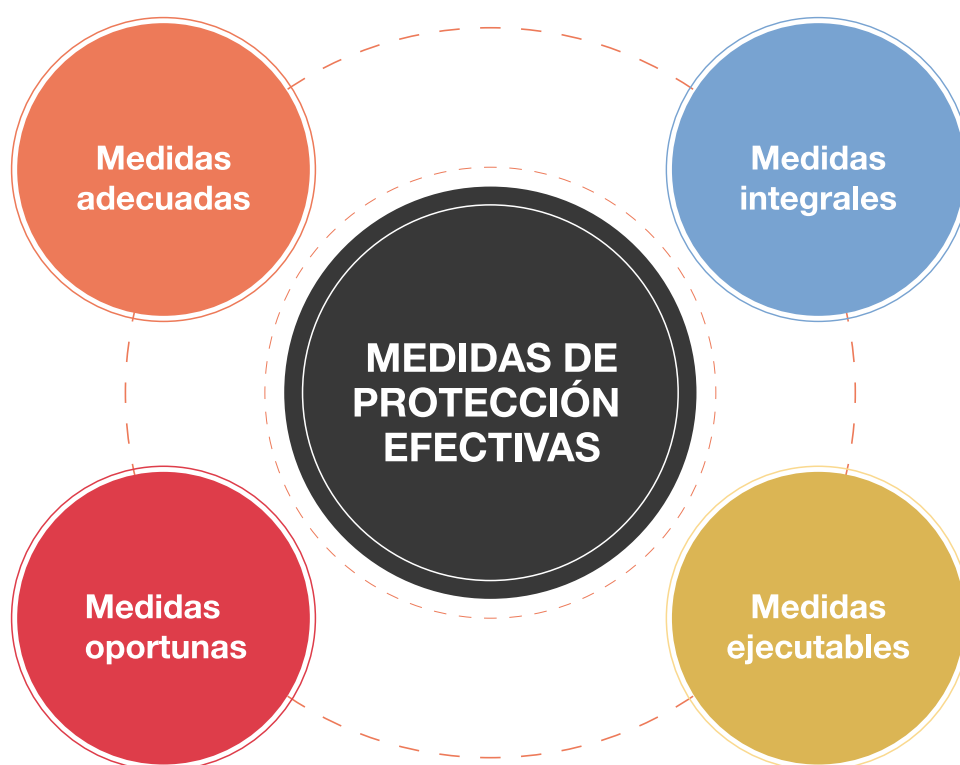 Medidas
adecuadas
Medidas
integrales
MEDIDAS DE
PROTECCIÓN
EFECTIVAS
Medidas
oportunas
Medidas
ejecutables